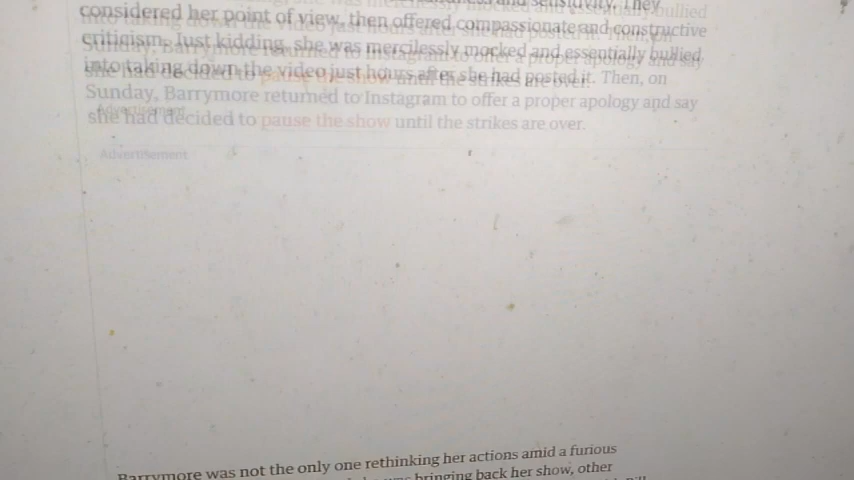 and sensitivity. They
considered her point of view, then offered compassionate and constructive
criticism. Just kidding, she was mercilessly mocked and essentially bullied
into taking down the video just hours after she had posted it. Then, on
Sunday, Barrymore returned to Instagram to offer a proper apology and say
she had decided to pause the show until the strikes are over.
Advertisement
Barrymore was not the only one rethinking her actions amid a furious
bringing back her show, other